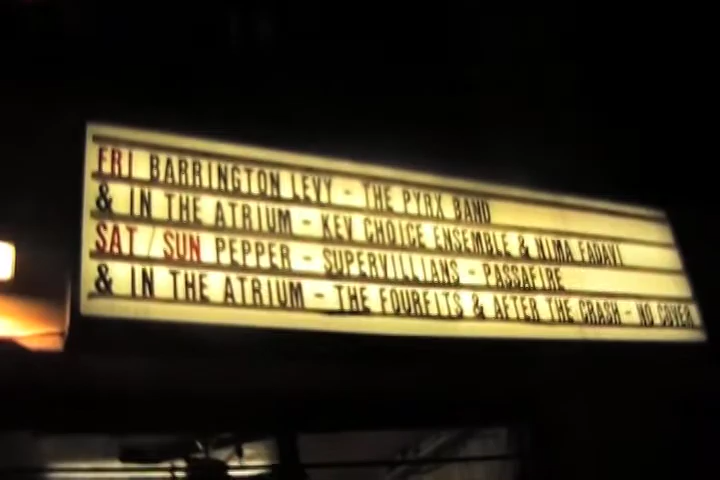 FRI BARRINGTON LEVY - THE PYRX BAND
& IN THE ATRIUM - KEV CHOICE ENSEMBLE & NIMA FADAVI
SAT / SUN PEPPER - SUPERVILLIANS - PASSAFIRE
& IN THE ATRIUM - THE FOURFITS & AFTER THE CRASH - NO COVER